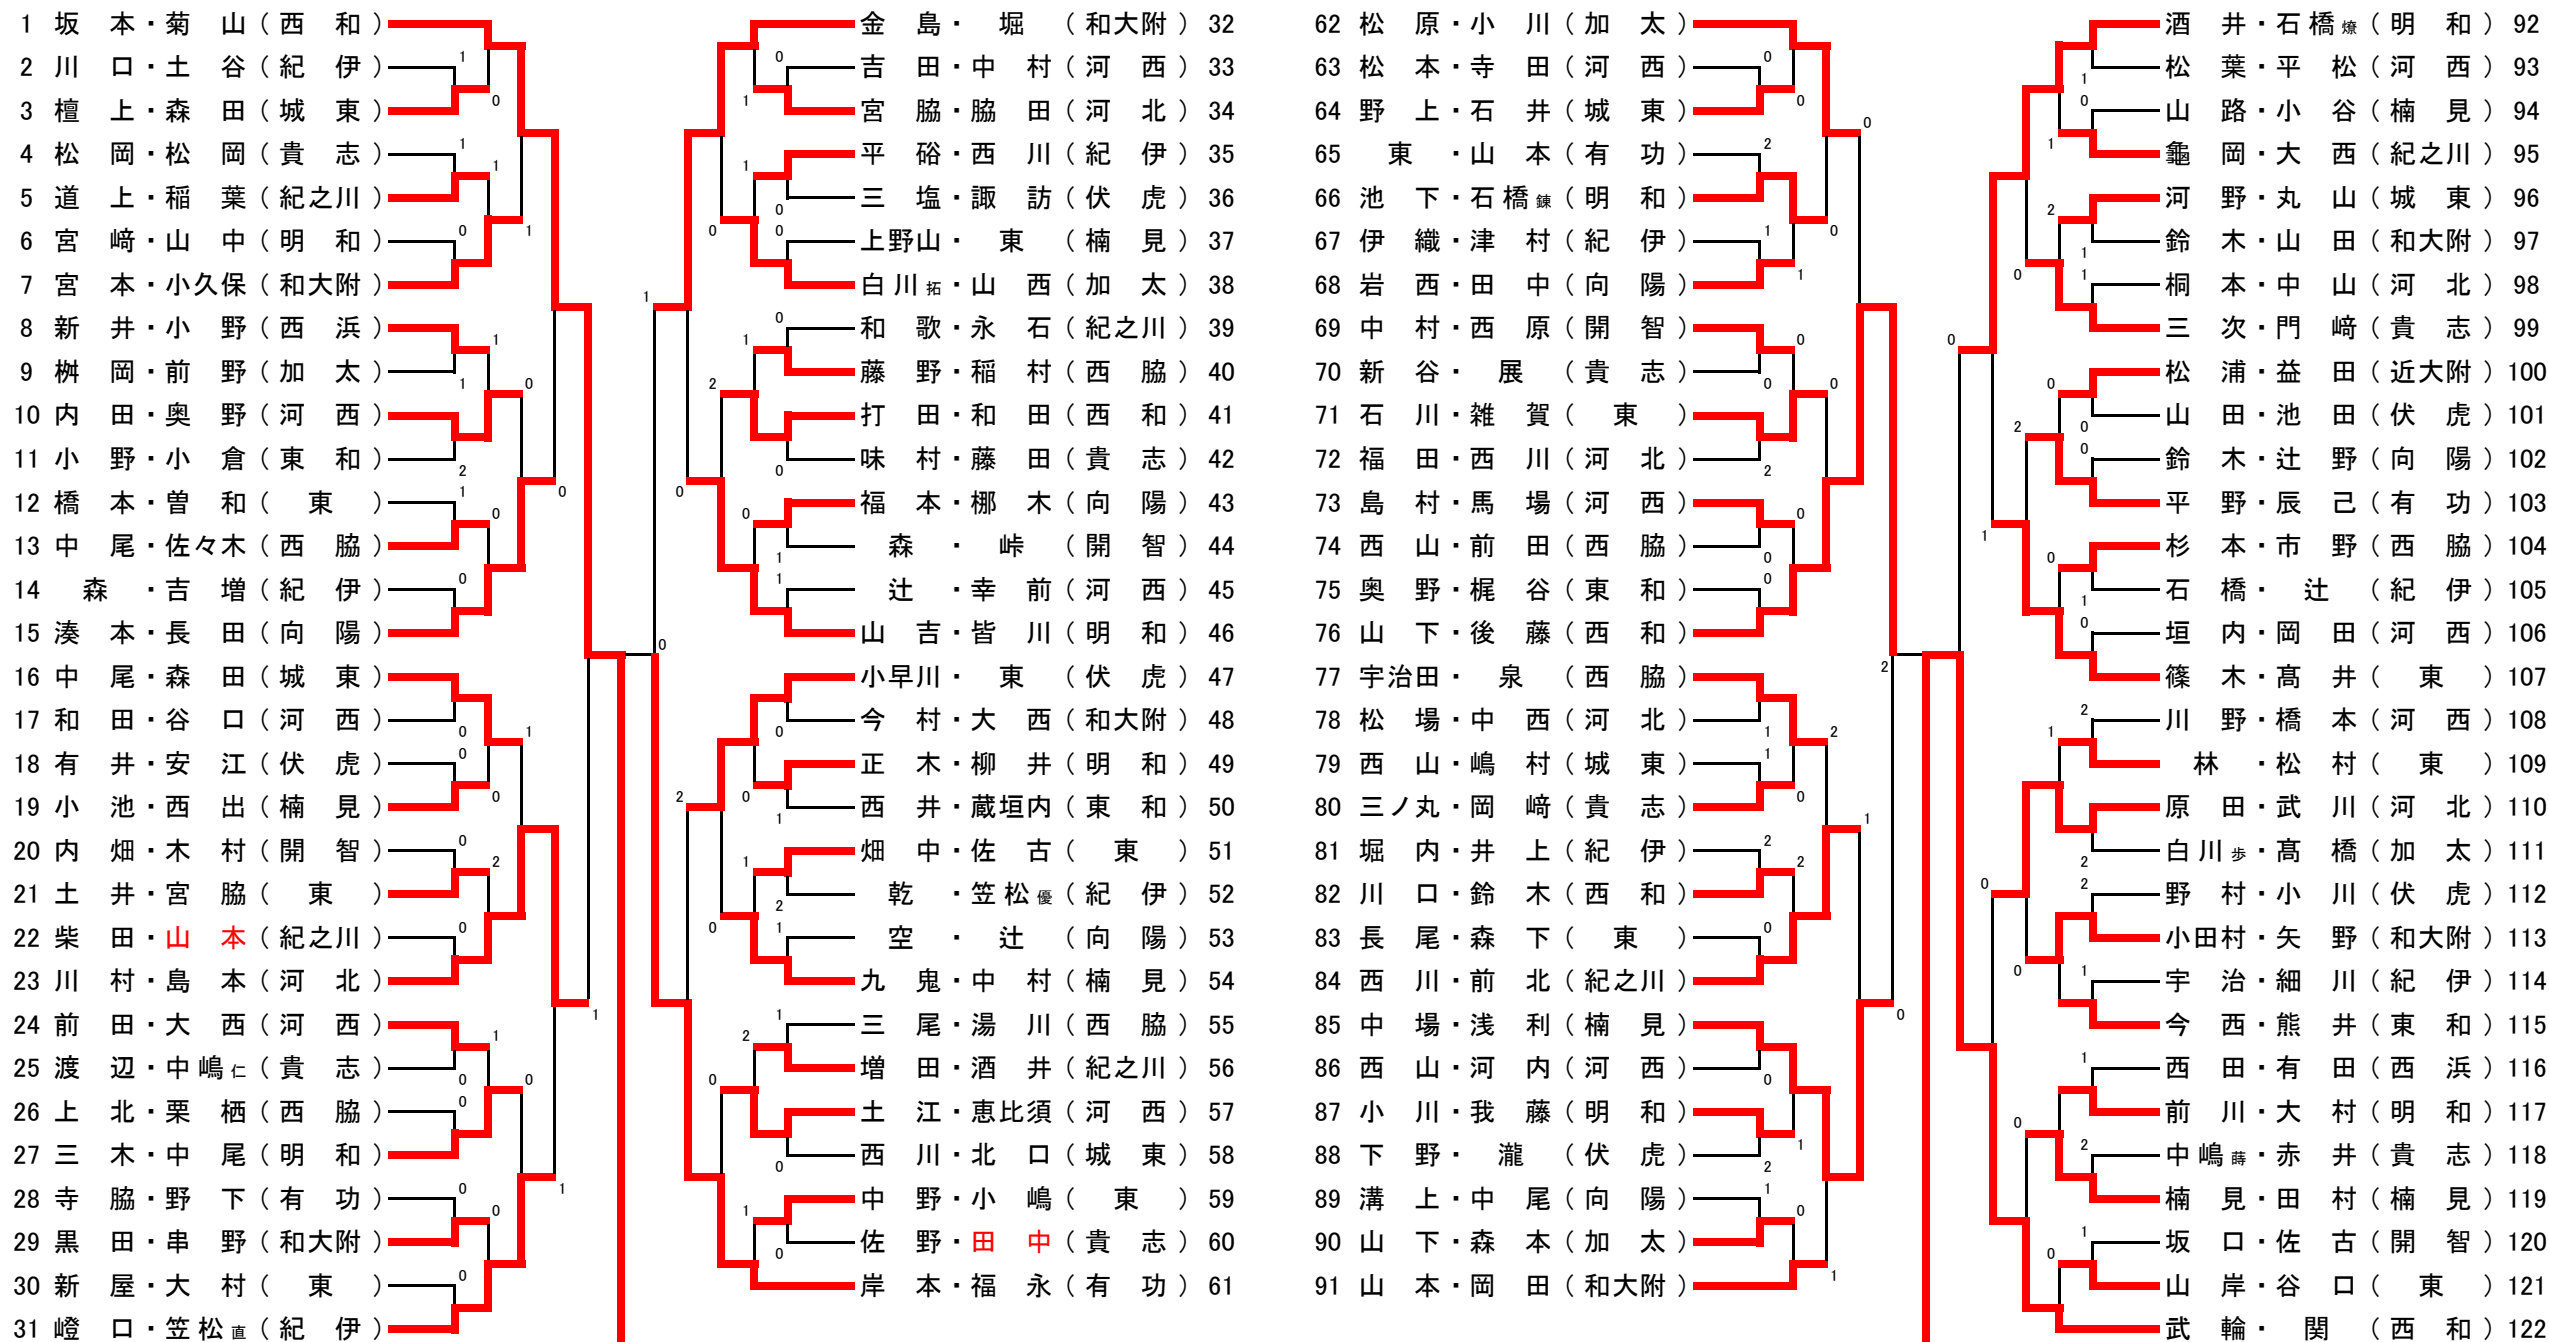 1 坂本・菊山（西和）
2 川口・土谷（紀伊）
3 檀上・森田（城東）
4 松岡・松岡（貴志）
5 道上・稲葉（紀之川）
6 宮﨑・山中（明和）
7 宮本・小久保（和大附）
8 新井・小野（西浜）
9 桝岡・前野（加太）
10 内田・奥野（河西）
11 小野・小倉（東和）
12 橋本・曽和（東）
13 中尾・佐々木（西脇）
14 森・吉増（紀伊）
15 湊本・長田（向陽）
16 中尾・森田（城東）
17 和田・谷口（河西）
18 有井・安江（伏虎）
19 小池・西出（楠見）
20 内畑・木村（開智）
21 土井・宮脇（東）
22 柴田・山本（紀之川）
23 川村・島本（河北）
24 前田・大西（河西）
25 渡辺・中嶋仁（貴志）
26 上北・栗栖（西脇）
27 三木・中尾（明和）
28 寺脇・野下（有功）
29 黒田・串野（和大附）
30 新屋・大村（東）
31 嶝口・笠松直（紀伊）
金島・堀（和大附）32
吉田・中村（河西）33
宮脇・脇田（河北）34
平硲・西川（紀伊）35
三塩・諏訪（伏虎）36
上野山・東（楠見）37
白川拓・山西（加太）38
和歌・永石（紀之川）39
藤野・稲村（西脇）40
打田・和田（西和）41
味村・藤田（貴志）42
福本・梛木（向陽）43
森・峠（開智）44
辻・幸前（河西）45
山吉・皆川（明和）46
小早川・東（伏虎）47
今村・大西（和大附）48
正木・柳井（明和）49
西井・蔵垣内（東和）50
畑中・佐古（東）51
乾・笠松優（紀伊）52
空・辻（向陽）53
九鬼・中村（楠見）54
三尾・湯川（西脇）55
増田・酒井（紀之川）56
土江・恵比須（河西）57
西川・北口（城東）58
中野・小嶋（東）59
佐野・田中（貴志）60
岸本・福永（有功）61
62 松原・小川（加太）
63 松本・寺田（河西）
64 野上・石井（城東）
65 東・山本（有功）
66 池下・石橋錬（明和）
67 伊織・津村（紀伊）
68 岩西・田中（向陽）
69 中村・西原（開智）
70 新谷・展（貴志）
71 石川・雑賀（東）
72 福田・西川（河北）
73 島村・馬場（河西）
74 西山・前田（西脇）
75 奥野・梶谷（東和）
76 山下・後藤（西和）
77 宇治田・泉（西脇）
78 松場・中西（河北）
79 西山・嶋村（城東）
80 三ノ丸・岡﨑（貴志）
81 堀内・井上（紀伊）
82 川口・鈴木（西和）
83 長尾・森下（東）
84 西川・前北（紀之川）
85 中場・浅利（楠見）
86 西山・河内（河西）
87 小川・我藤（明和）
88 下野・瀧（伏虎）
89 溝上・中尾（向陽）
90 山下・森本（加太）
91 山本・岡田（和大附）
酒井・石橋燎（明和）92
松葉・平松（河西）93
山路・小谷（楠見）94
龜岡・大西（紀之川）95
河野・丸山（城東）96
鈴木・山田（和大附）97
桐本・中山（河北）98
三次・門﨑（貴志）99
松浦・益田（近大附）100
山田・池田（伏虎）101
鈴木・辻野（向陽）102
平野・辰己（有功）103
杉本・市野（西脇）104
石橋・辻（紀伊）105
垣内・岡田（河西）106
篠木・髙井（東）107
川野・橋本（河西）108
林・松村（東）109
原田・武川（河北）110
白川歩・髙橋（加太）111
野村・小川（伏虎）112
小田村・矢野（和大附）113
宇治・細川（紀伊）114
今西・熊井（東和）115
西田・有田（西浜）116
前川・大村（明和）117
中嶋蒔・赤井（貴志）118
楠見・田村（楠見）119
坂口・佐古（開智）120
山岸・谷口（東）121
武輪・関（西和）122